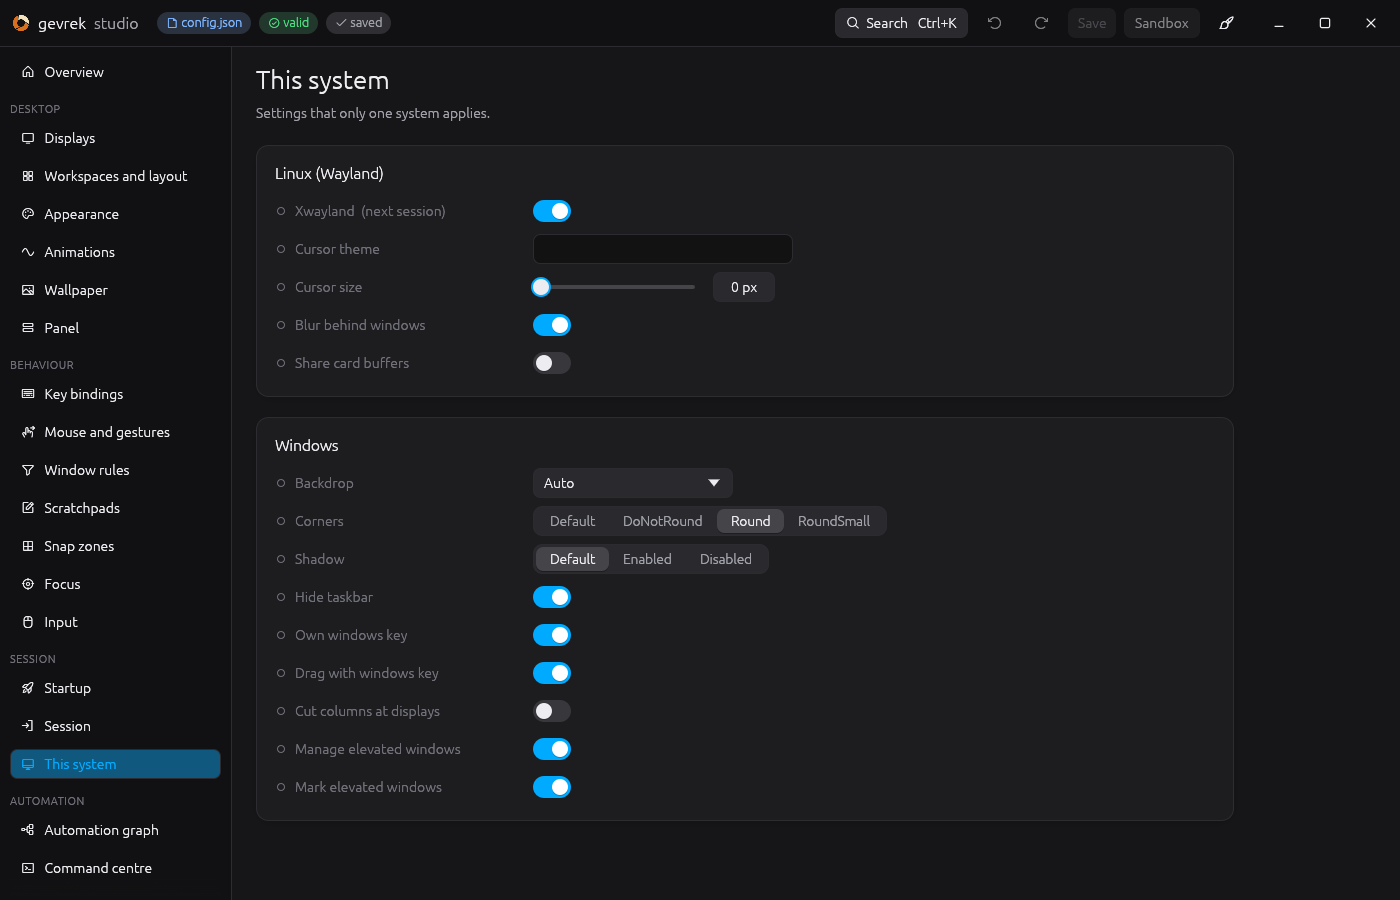 gevrek studio config.json valid saved Search Ctrl+K Save Sandbox
Overview
DESKTOP
Displays
Workspaces and layout
Appearance
Animations
Wallpaper
Panel
BEHAVIOUR
Key bindings
Mouse and gestures
Window rules
Scratchpads
Snap zones
Focus
Input
SESSION
Startup
Session
This system
AUTOMATION
Automation graph
Command centre
This system
Settings that only one system applies.
Linux (Wayland)
Xwayland (next session)
Cursor theme
Cursor size 0 px
Blur behind windows
Share card buffers
Windows
Backdrop Auto
Corners Default DoNotRound Round RoundSmall
Shadow Default Enabled Disabled
Hide taskbar
Own windows key
Drag with windows key
Cut columns at displays
Manage elevated windows
Mark elevated windows